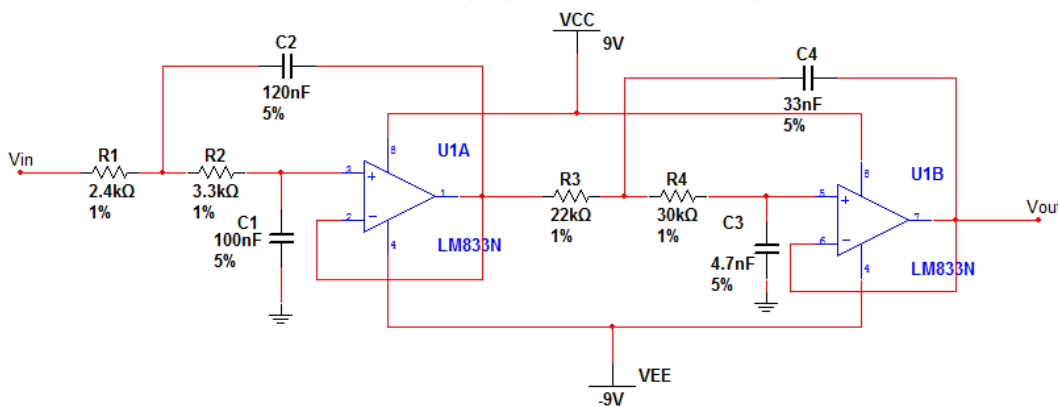 VCC
9V
C2
120nF
5%
C4
33nF
5%
Vin
R1
2.4kΩ
1%
R2
3.3kΩ
1%
C1
100nF
5%
3
2
8
4
1
U1A
LM833N
R3
22kΩ
1%
R4
30kΩ
1%
C3
4.7nF
5%
5
6
8
4
7
U1B
LM833N
Vout
VEE
-9V